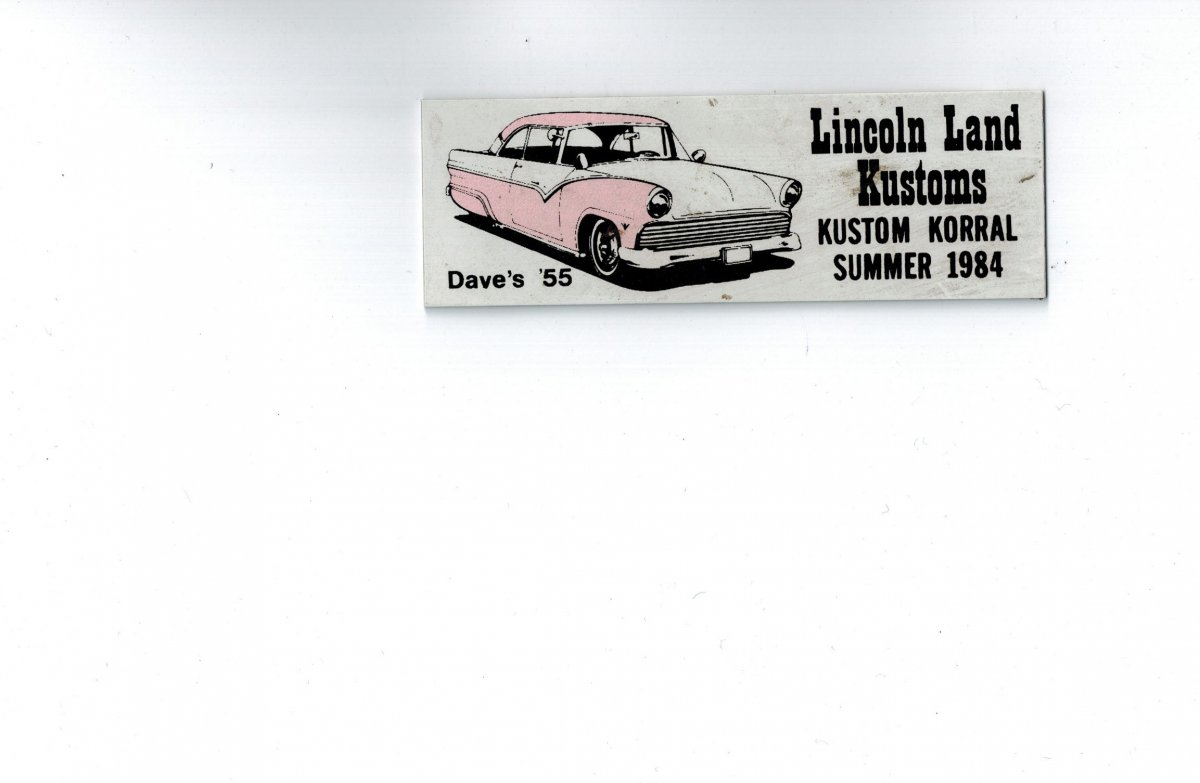 Lincoln Land
Kustoms
KUSTOM KORRAL
SUMMER 1984
Dave's '55